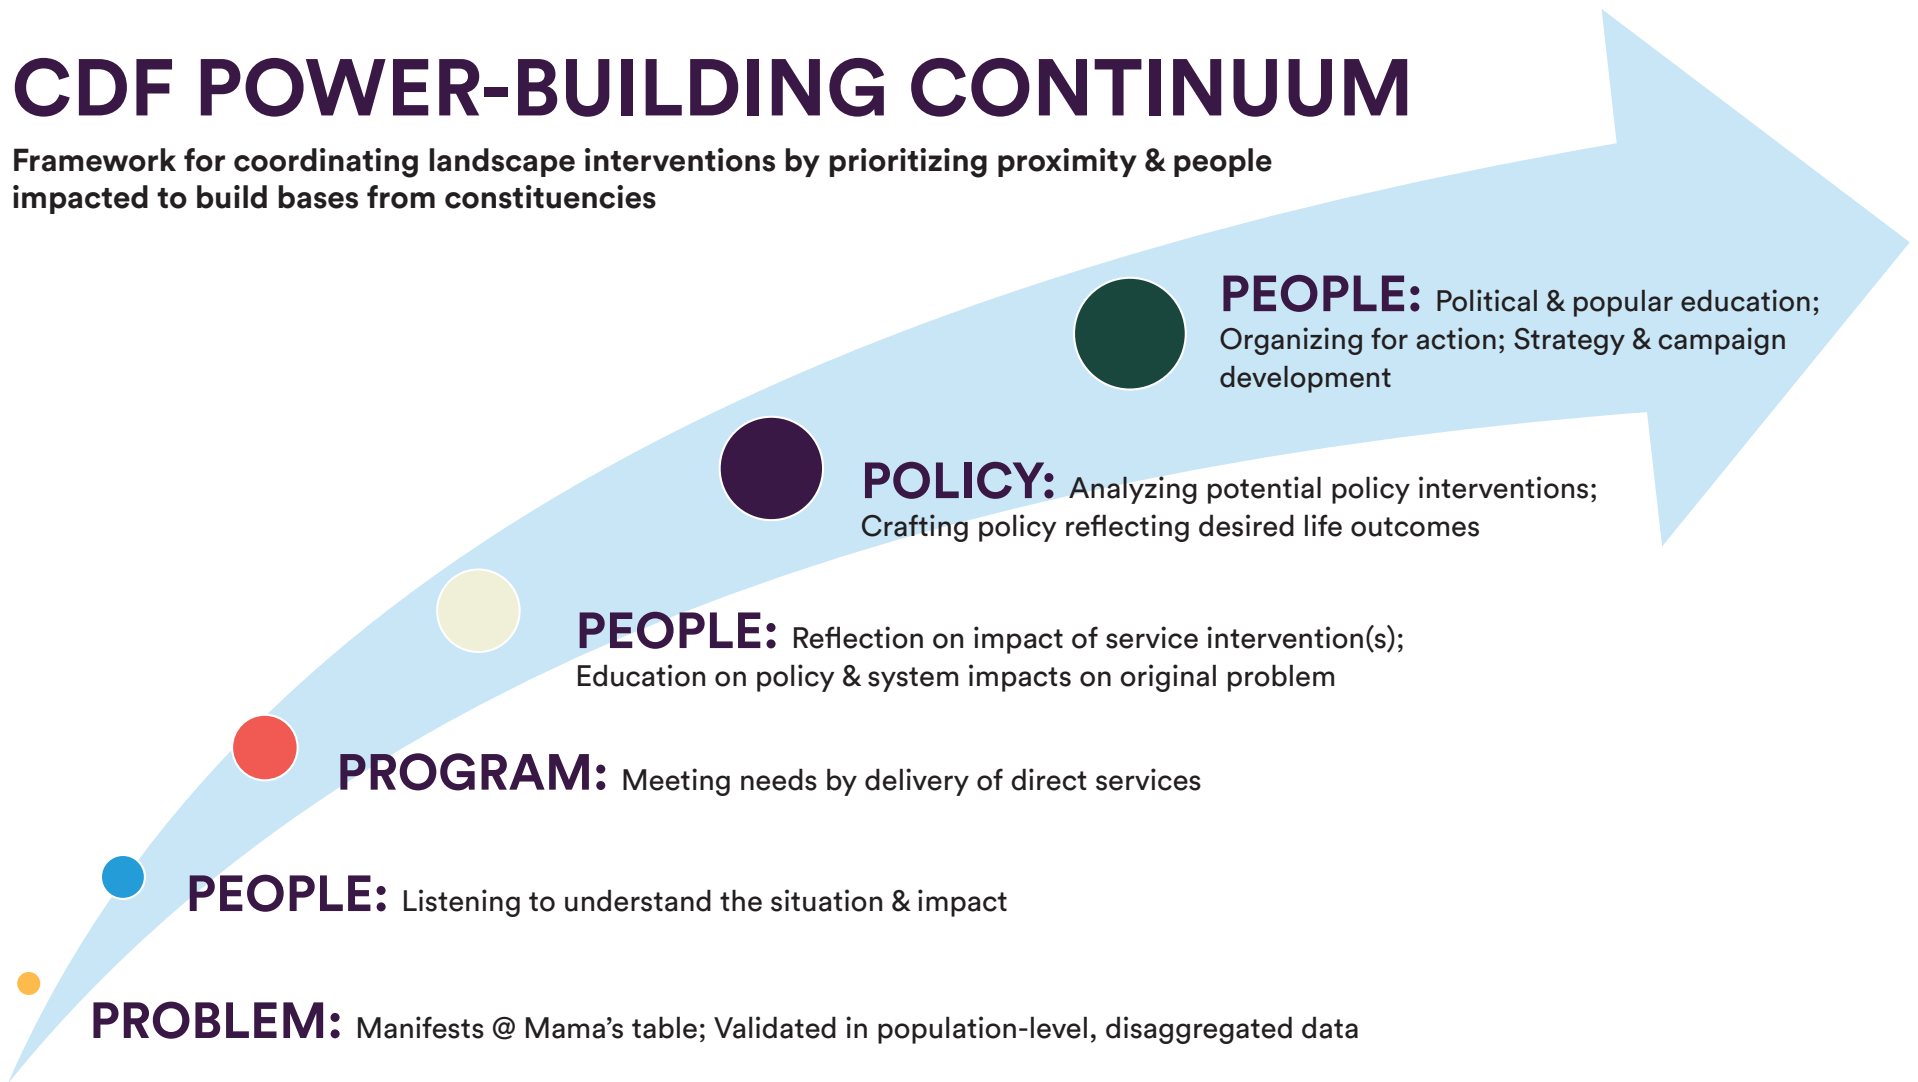 CDF POWER-BUILDING CONTINUUM
Framework for coordinating landscape interventions by prioritizing proximity & people
impacted to build bases from constituencies
PEOPLE: Political & popular education;
Organizing for action; Strategy & campaign
development
POLICY: Analyzing potential policy interventions;
Crafting policy reflecting desired life outcomes
PEOPLE: Reflection on impact of service intervention(s);
Education on policy & system impacts on original problem
PROGRAM: Meeting needs by delivery of direct services
PEOPLE: Listening to understand the situation & impact
PROBLEM: Manifests @ Mama’s table; Validated in population-level, disaggregated data